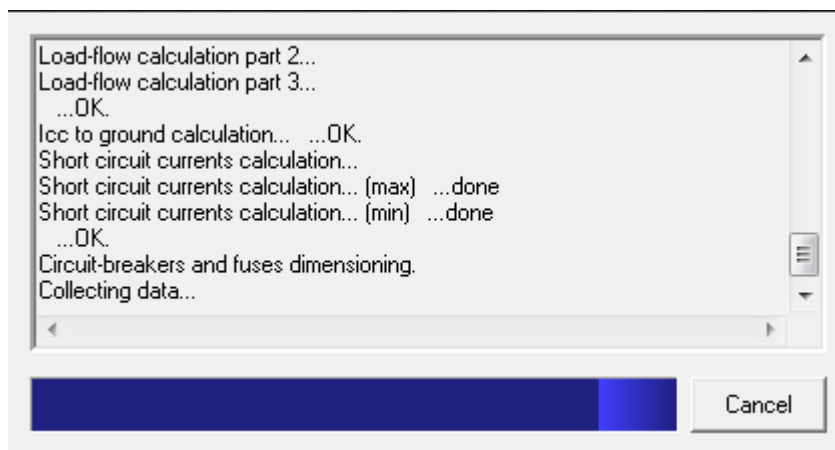 Load-flow calculation part 2...
Load-flow calculation part 3...
...OK.
Icc to ground calculation... ...OK.
Short circuit currents calculation...
Short circuit currents calculation... (max) ...done
Short circuit currents calculation... (min) ...done
...OK.
Circuit-breakers and fuses dimensioning.
Collecting data...
Cancel